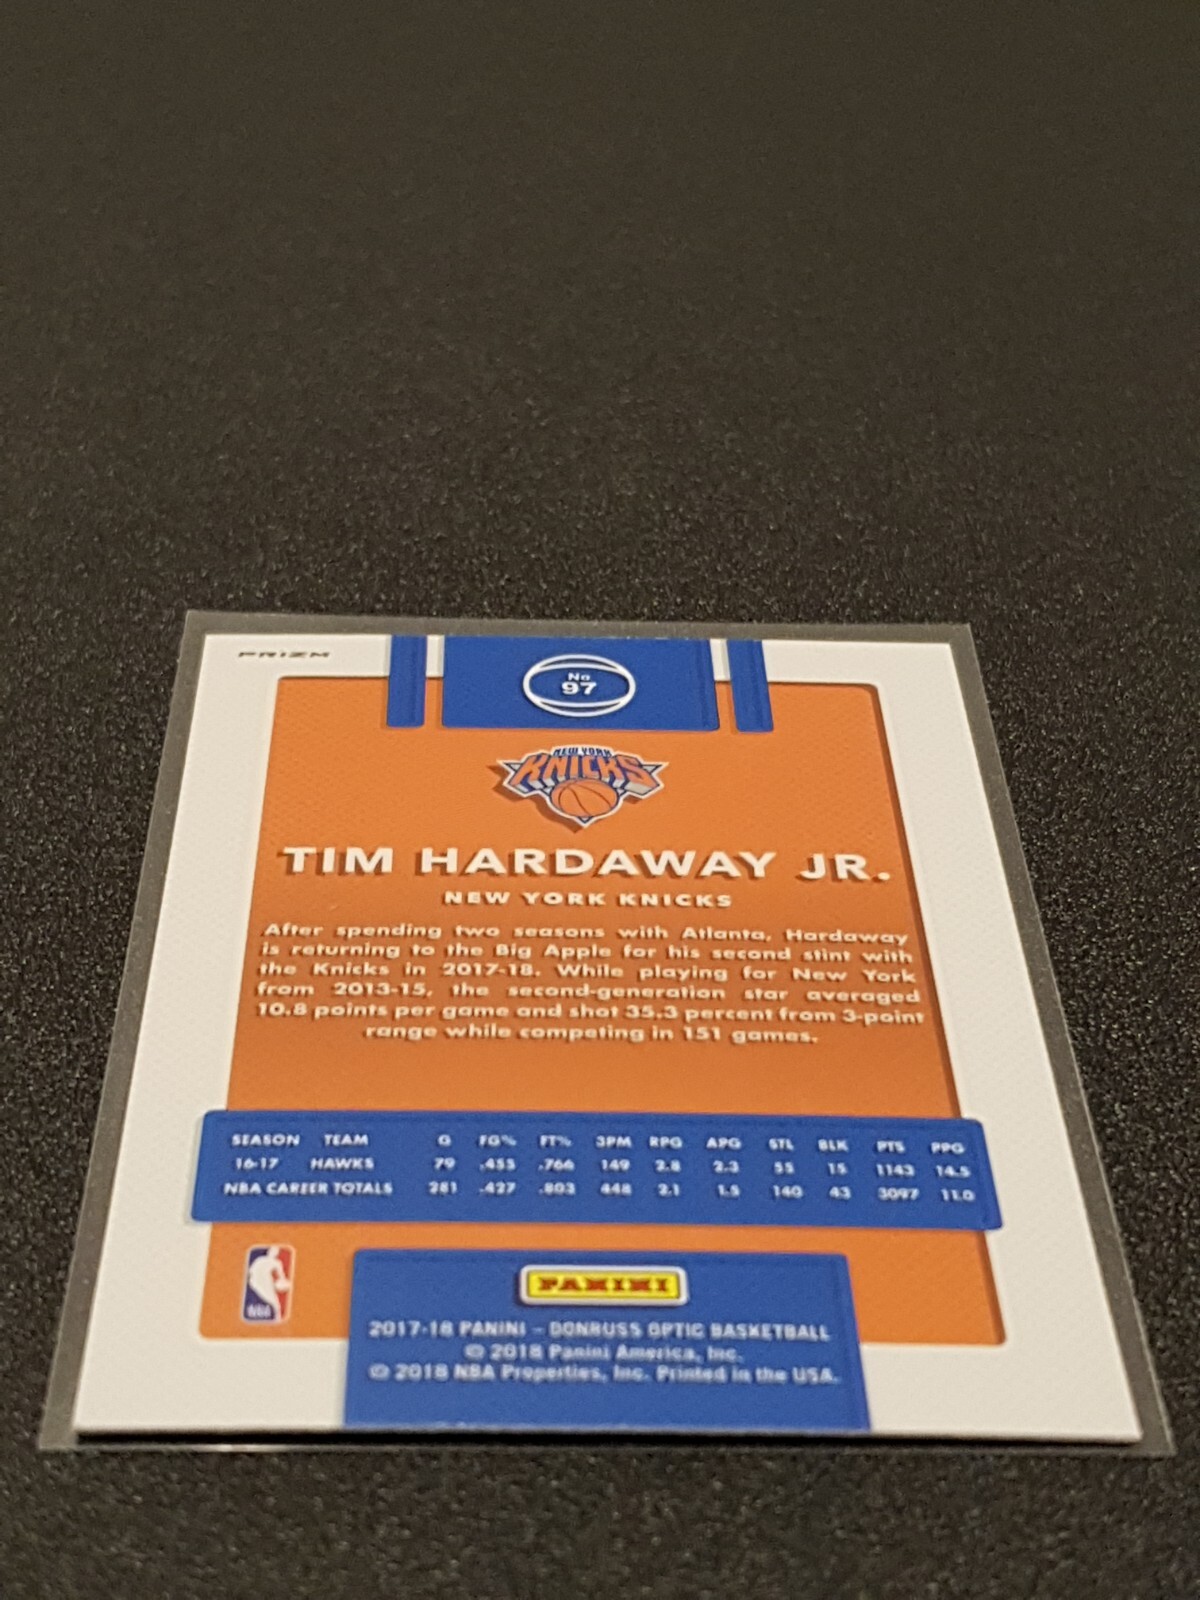 PRIZM
No
97
NEW YORK
KNICKS
TIM HARDAWAY JR.
NEW YORK KNICKS
After spending two seasons with Atlanta, Hardaway
is returning to the Big Apple for his second stint with
the Knicks in 2017-18. While playing for New York
from 2013-15, the second-generation star averaged
10.8 points per game and shot 35.3 percent from 3-point
range while competing in 151 games.
SEASON TEAM G FG% FT% 3PM RPG APG STL BLK PTS PPG
16-17 HAWKS 79 .455 .766 149 2.8 2.3 55 15 1143 14.5
NBA CAREER TOTALS 281 .427 .803 448 2.1 1.5 140 43 3097 11.0
NBA
PANINI
2017-18 PANINI – DONRUSS OPTIC BASKETBALL
© 2018 Panini America, Inc.
© 2018 NBA Properties, Inc. Printed in the USA.